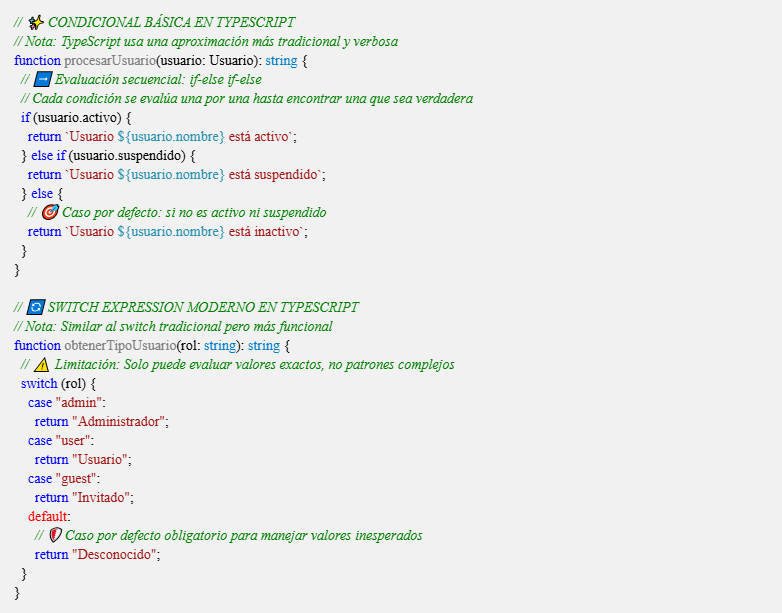 // ✨ CONDICIONAL BÁSICA EN TYPESCRIPT
// Nota: TypeScript usa una aproximación más tradicional y verbosa
function procesarUsuario(usuario: Usuario): string {
  // ➡️ Evaluación secuencial: if-else if-else
  // Cada condición se evalúa una por una hasta encontrar una que sea verdadera
  if (usuario.activo) {
    return `Usuario ${usuario.nombre} está activo`;
  } else if (usuario.suspendido) {
    return `Usuario ${usuario.nombre} está suspendido`;
  } else {
    // 🎯 Caso por defecto: si no es activo ni suspendido
    return `Usuario ${usuario.nombre} está inactivo`;
  }
}

// 🔄 SWITCH EXPRESSION MODERNO EN TYPESCRIPT
// Nota: Similar al switch tradicional pero más funcional
function obtenerTipoUsuario(rol: string): string {
  // ⚠️ Limitación: Solo puede evaluar valores exactos, no patrones complejos
  switch (rol) {
    case "admin":
      return "Administrador";
    case "user":
      return "Usuario";
    case "guest":
      return "Invitado";
    default:
      // 🛡️ Caso por defecto obligatorio para manejar valores inesperados
      return "Desconocido";
  }
}